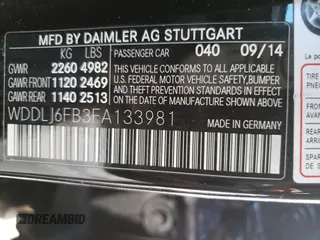 MFD BY DAIMLER AG STUTTGART
KG LBS PASSENGER CAR 040 09/14
GVWR 2260 4982
GAWR FRONT 1120 2469
GAWR REAR 1140 2513
THIS VEHICLE CONFORMS TO ALL APPLICABLE
U.S. FEDERAL MOTOR VEHICLE SAFETY, BUMPER
AND THEFT PREVENTION STANDARDS IN EFFECT
ON THE DATE OF MANUFACTURE SHOWN ABOVE.
WDDLJ6FB3FA133981
MADE IN GERMANY
DREAMBID